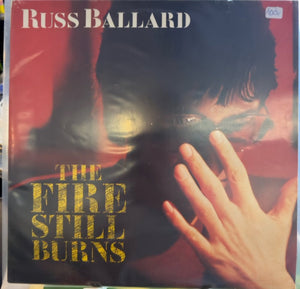 RUSS BALLARD
THE
FIRE
STILL
BURNS